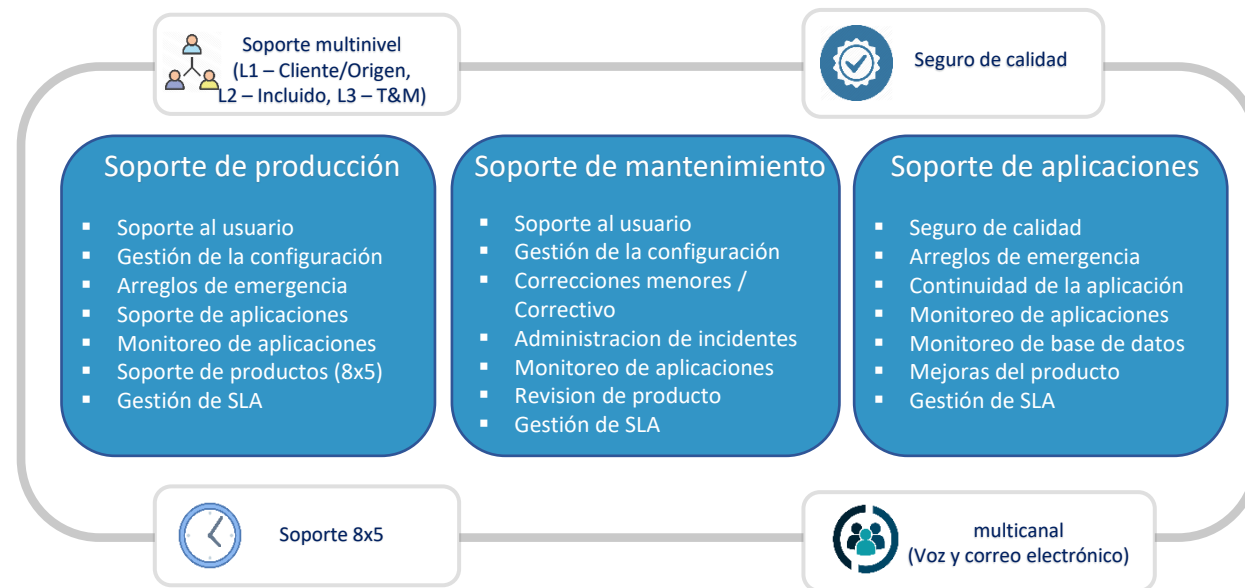 Soporte multinivel
(L1 – Cliente/Origen,
L2 – Incluido, L3 – T&M)
Seguro de calidad
Soporte de producción
▪ Soporte al usuario
▪ Gestión de la configuración
▪ Arreglos de emergencia
▪ Soporte de aplicaciones
▪ Monitoreo de aplicaciones
▪ Soporte de productos (8x5)
▪ Gestión de SLA
Soporte de mantenimiento
▪ Soporte al usuario
▪ Gestión de la configuración
▪ Correcciones menores /
Correctivo
▪ Administracion de incidentes
▪ Monitoreo de aplicaciones
▪ Revision de producto
▪ Gestión de SLA
Soporte de aplicaciones
▪ Seguro de calidad
▪ Arreglos de emergencia
▪ Continuidad de la aplicación
▪ Monitoreo de aplicaciones
▪ Monitoreo de base de datos
▪ Mejoras del producto
▪ Gestión de SLA
Soporte 8x5
multicanal
(Voz y correo electrónico)